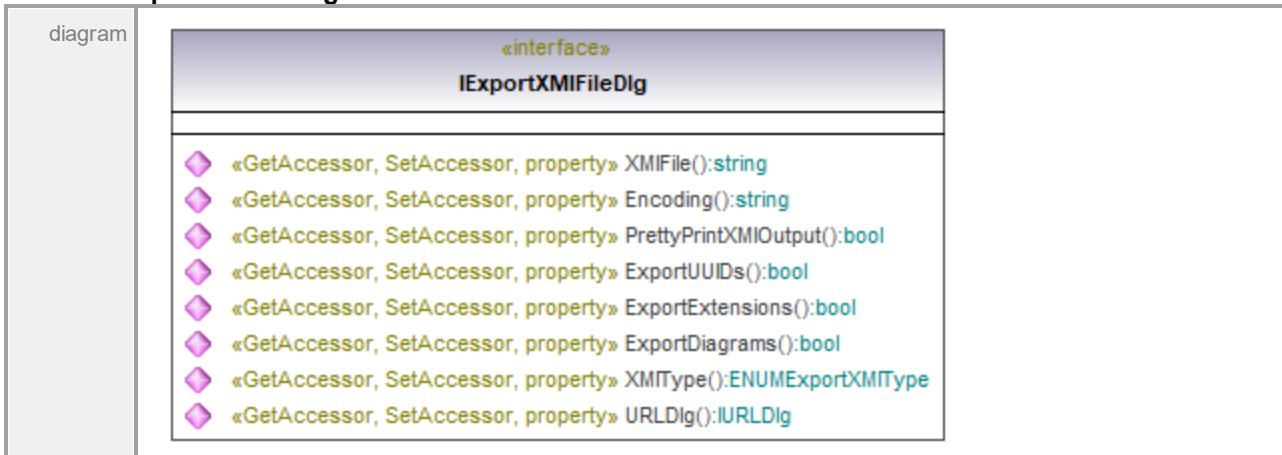 diagram
«interface»
IExportXMIFileDlg
«GetAccessor, SetAccessor, property» XMIFile():string
«GetAccessor, SetAccessor, property» Encoding():string
«GetAccessor, SetAccessor, property» PrettyPrintXMIOutput():bool
«GetAccessor, SetAccessor, property» ExportUUIDs():bool
«GetAccessor, SetAccessor, property» ExportExtensions():bool
«GetAccessor, SetAccessor, property» ExportDiagrams():bool
«GetAccessor, SetAccessor, property» XMIType():ENUMExportXMIType
«GetAccessor, SetAccessor, property» URLDlg():IURLDlg